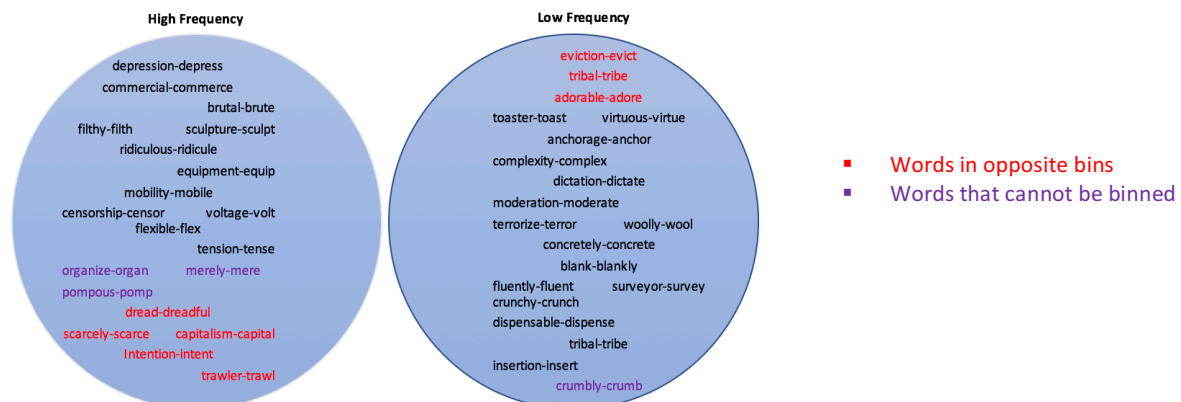 High Frequency
depression-depress
commercial-commerce
brutal-brute
filthy-filth sculpture-sculpt
ridiculous-ridicule
equipment-equip
mobility-mobile
censorship-censor voltage-volt
flexible-flex
tension-tense
organize-organ merely-mere
pompous-pomp
dread-dreadful
scarcely-scarce capitalism-capital
Intention-intent
trawler-trawl
Low Frequency
eviction-evict
tribal-tribe
adorable-adore
toaster-toast virtuous-virtue
anchorage-anchor
complexity-complex
dictation-dictate
moderation-moderate
terrorize-terror woolly-wool
concretely-concrete
blank-blankly
fluently-fluent surveyor-survey
crunchy-crunch
dispensable-dispense
tribal-tribe
insertion-insert
crumbly-crumb
▪ Words in opposite bins
▪ Words that cannot be binned